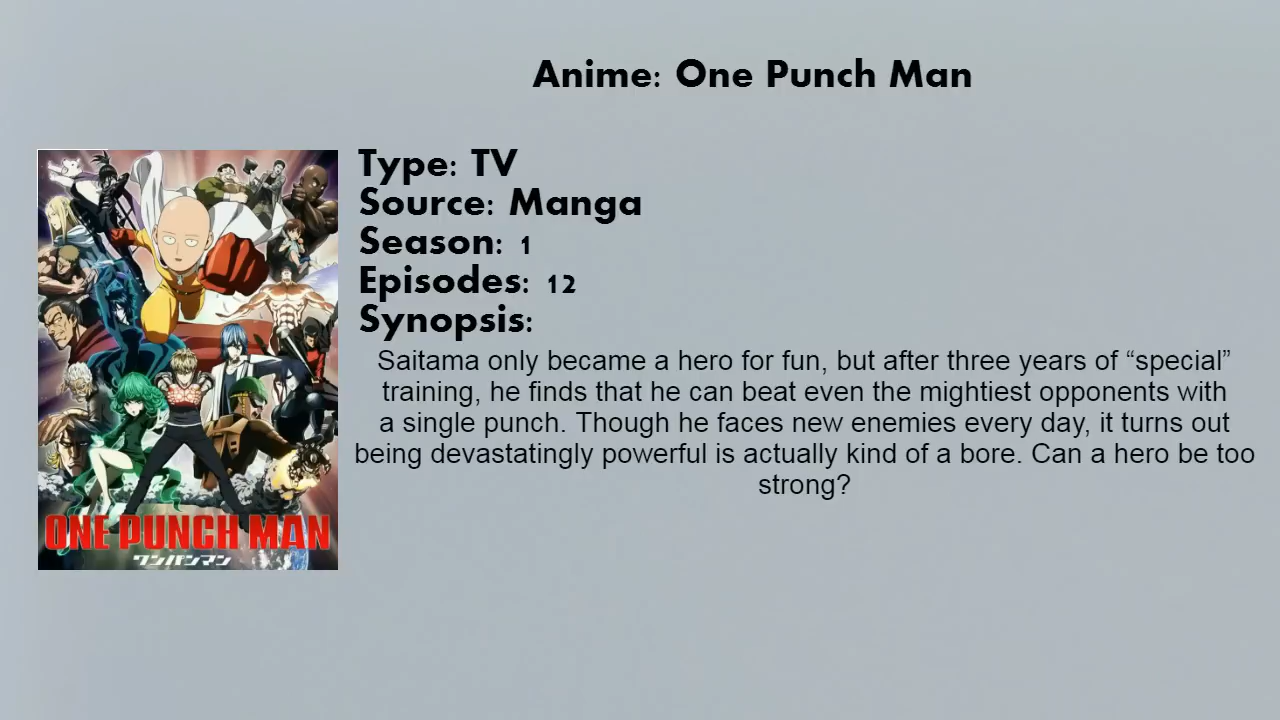 Anime: One Punch Man
Type: TV
Source: Manga
Season: 1
Episodes: 12
Synopsis:
Saitama only became a hero for fun, but after three years of “special”
training, he finds that he can beat even the mightiest opponents with
a single punch. Though he faces new enemies every day, it turns out
being devastatingly powerful is actually kind of a bore. Can a hero be too
strong?
ONE PUNCH MAN
ワンパンマン